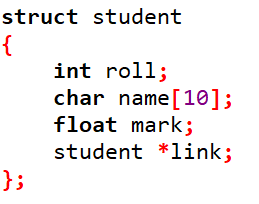 struct student
{
    int roll;
    char name[10];
    float mark;
    student *link;
};